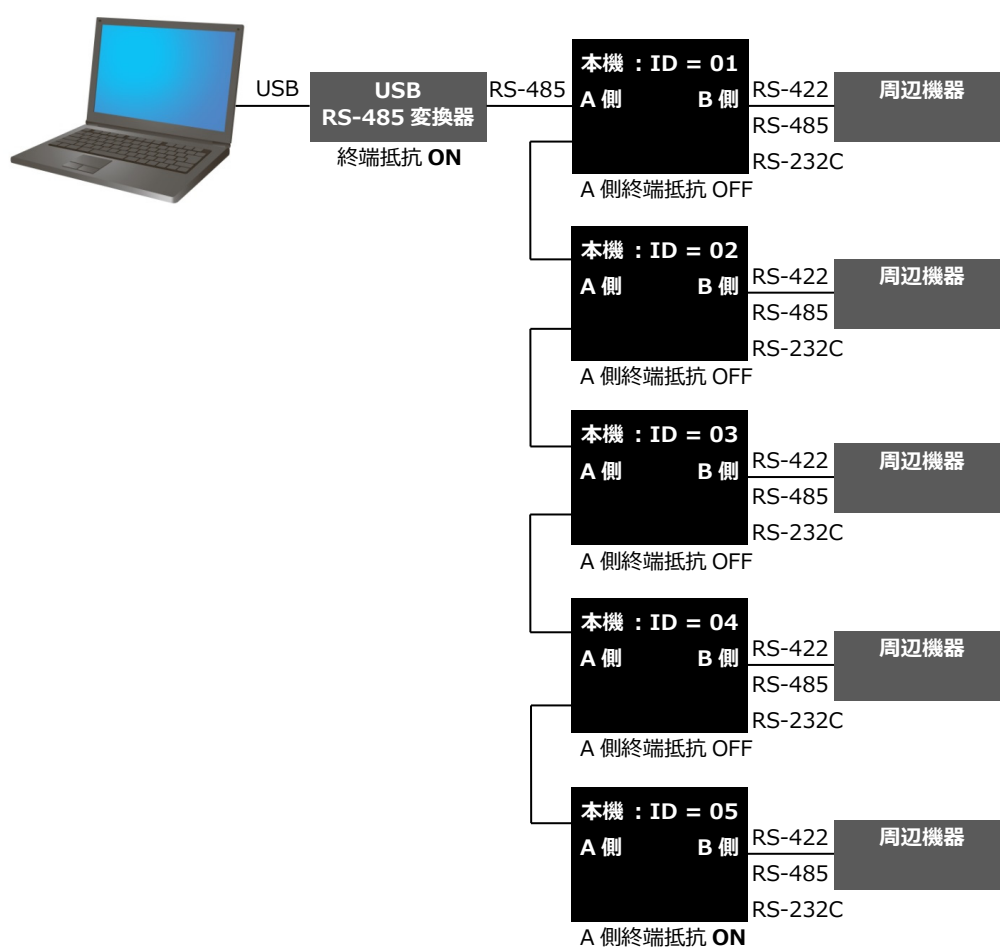 USB
USB
RS-485 変換器
終端抵抗 ON
RS-485
本機 : ID = 01
A 側 B 側
A 側終端抵抗 OFF
RS-422
RS-485
RS-232C
周辺機器
本機 : ID = 02
A 側 B 側
A 側終端抵抗 OFF
RS-422
RS-485
RS-232C
周辺機器
本機 : ID = 03
A 側 B 側
A 側終端抵抗 OFF
RS-422
RS-485
RS-232C
周辺機器
本機 : ID = 04
A 側 B 側
A 側終端抵抗 OFF
RS-422
RS-485
RS-232C
周辺機器
本機 : ID = 05
A 側 B 側
A 側終端抵抗 ON
RS-422
RS-485
RS-232C
周辺機器